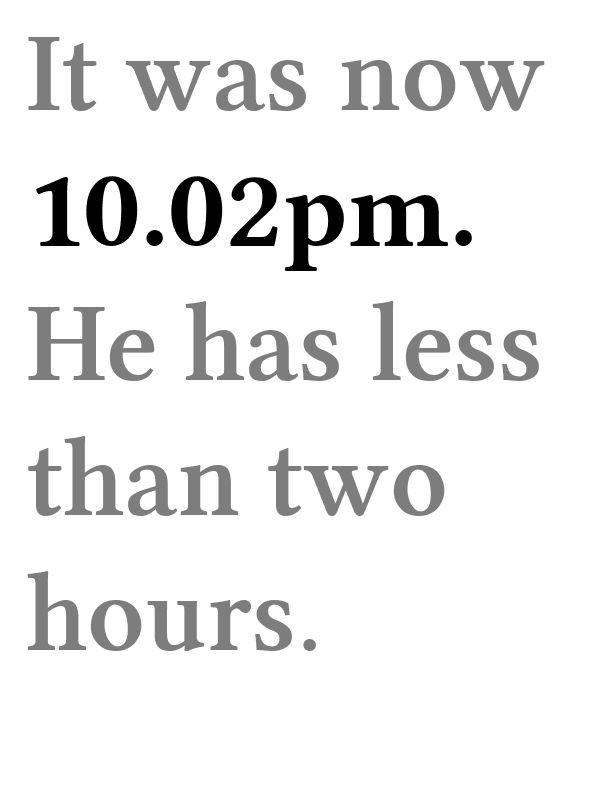 It was now
10.02pm.
He has less
than two
hours.